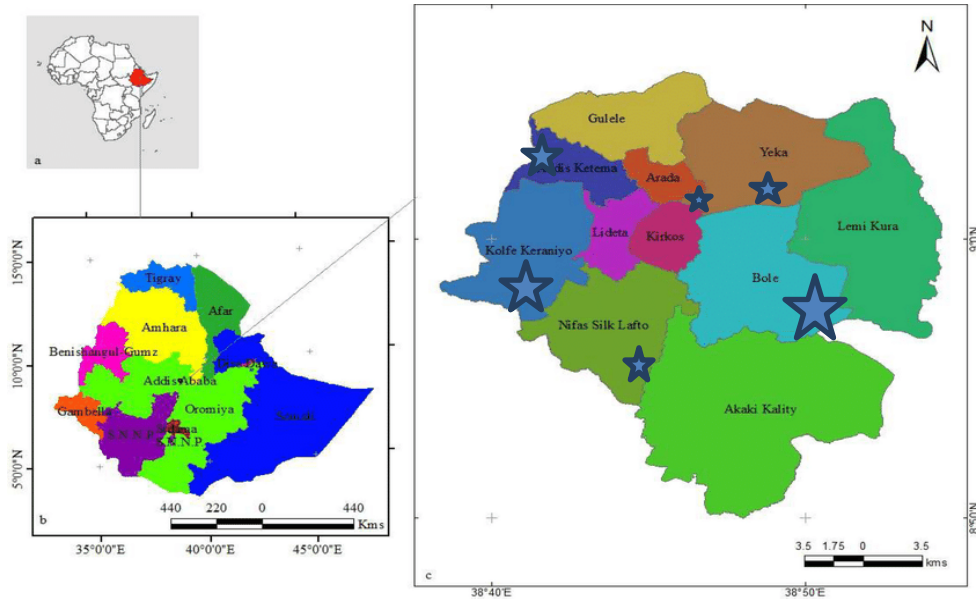 a
N
Gulele
Yeka
Ketema
Arada
Lemi Kura
Lideta
Kirkos
Kolfe Keraniyo
Bole
Nifas Silk Lafto
Akaki Kality
8°50'
3.5 1.75 0 3.5
kms
c
38°40'E
38°50'E
15°0'0"N
10°0'0"N
5°0'0"N
Tigray
Afar
Amhara
Benishangul Gumz
Addis Ababa
Gambella
Oromiya
S.N.N.P.
440 220 0 440
Kms
b
35°0'0"E
40°0'0"E
45°0'0"E